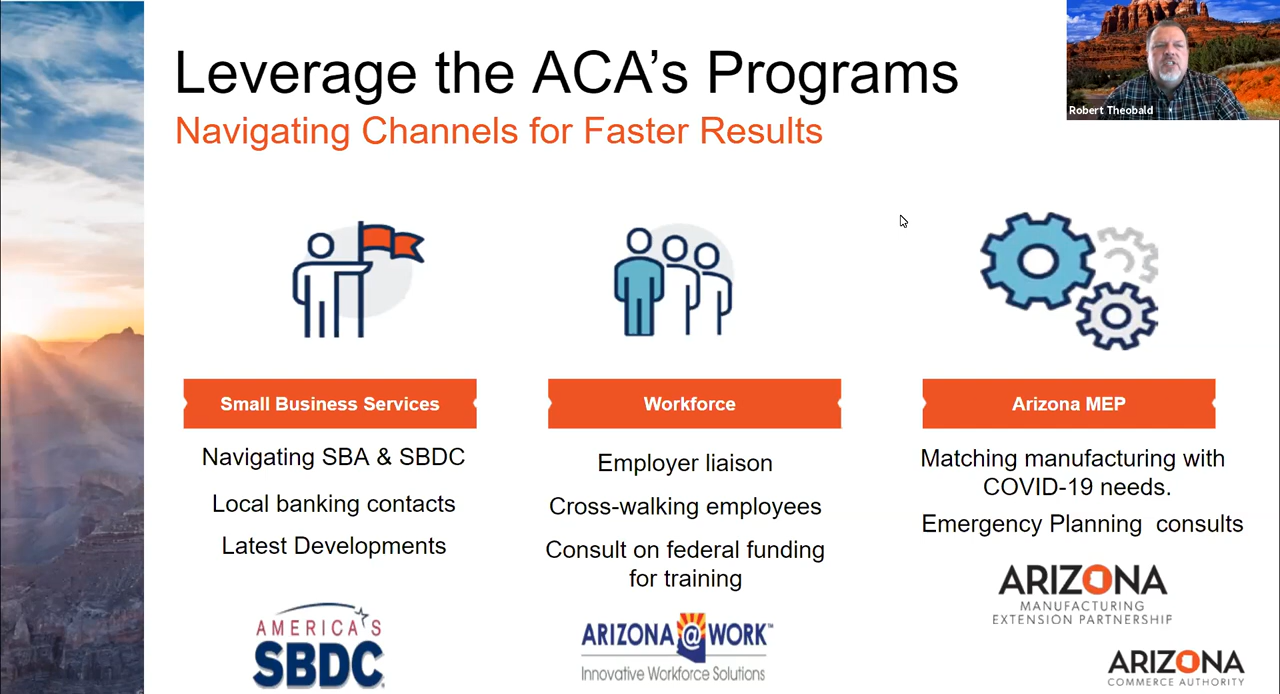 Leverage the ACA's Programs
Navigating Channels for Faster Results
Robert Theobald
Small Business Services
Navigating SBA & SBDC
Local banking contacts
Latest Developments
AMERICA'S
SBDC
Workforce
Employer liaison
Cross-walking employees
Consult on federal funding
for training
ARIZONA@WORK™
Innovative Workforce Solutions
Arizona MEP
Matching manufacturing with
COVID-19 needs.
Emergency Planning  consults
ARIZONA
MANUFACTURING
EXTENSION PARTNERSHIP
ARIZONA
COMMERCE AUTHORITY